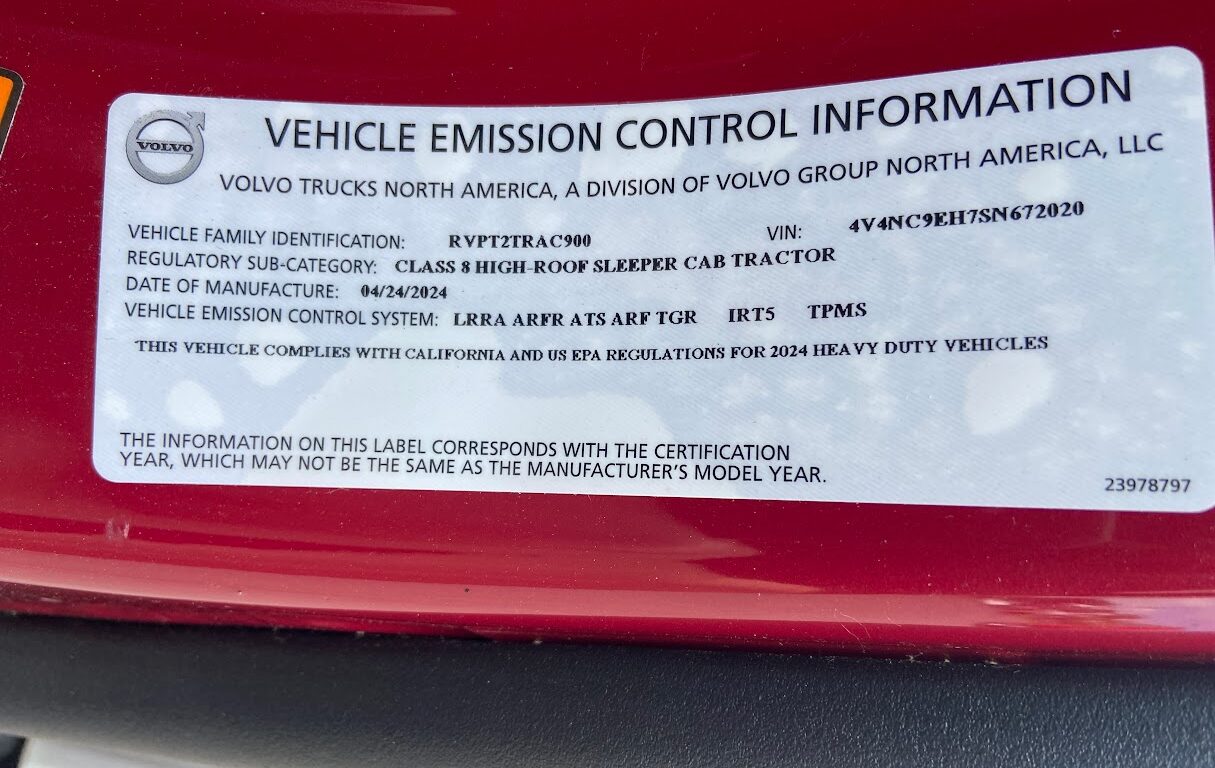 VOLVO
VEHICLE EMISSION CONTROL INFORMATION
VOLVO TRUCKS NORTH AMERICA, A DIVISION OF VOLVO GROUP NORTH AMERICA, LLC
VEHICLE FAMILY IDENTIFICATION: RVPT2TRAC900 VIN: 4V4NC9EH7SN672020
REGULATORY SUB-CATEGORY: CLASS 8 HIGH-ROOF SLEEPER CAB TRACTOR
DATE OF MANUFACTURE: 04/24/2024
VEHICLE EMISSION CONTROL SYSTEM: LRRA ARFR ATS ARF TGR IRT5 TPMS
THIS VEHICLE COMPLIES WITH CALIFORNIA AND US EPA REGULATIONS FOR 2024 HEAVY DUTY VEHICLES
THE INFORMATION ON THIS LABEL CORRESPONDS WITH THE CERTIFICATION
YEAR, WHICH MAY NOT BE THE SAME AS THE MANUFACTURER'S MODEL YEAR.
23978797